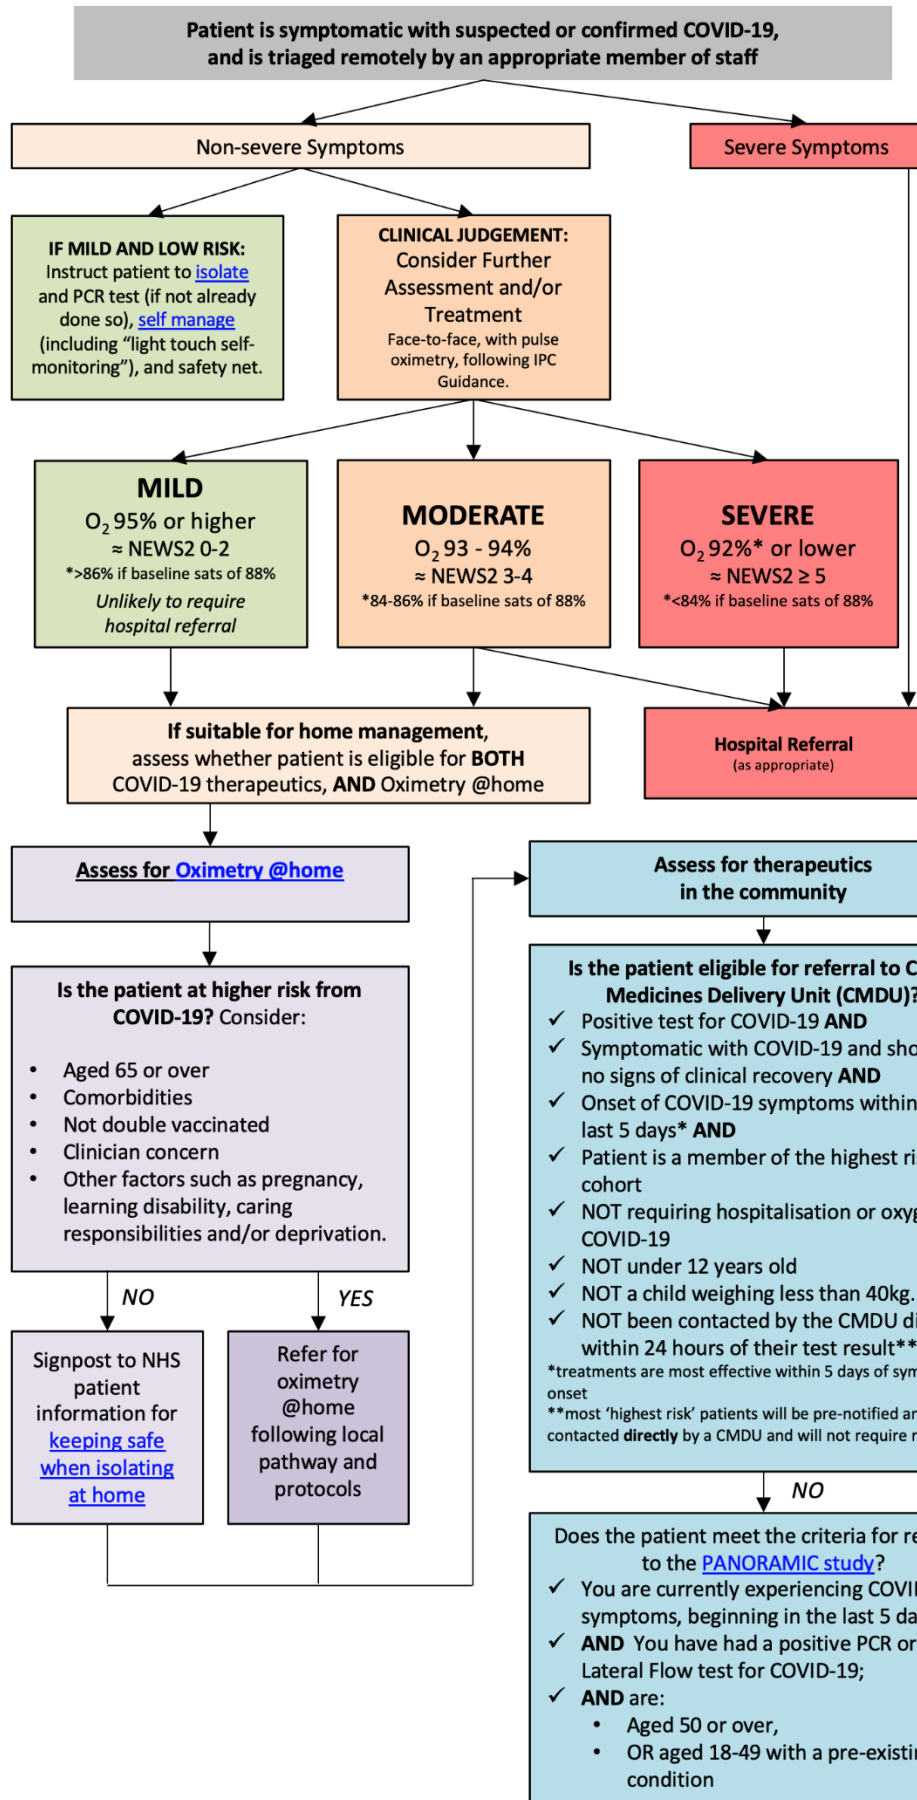 Patient is symptomatic with suspected or confirmed COVID-19,
and is triaged remotely by an appropriate member of staff
Non-severe Symptoms
Severe Symptoms
IF MILD AND LOW RISK:
Instruct patient to isolate
and PCR test (if not already
done so), self manage
(including “light touch self-
monitoring”), and safety net.
CLINICAL JUDGEMENT:
Consider Further
Assessment and/or
Treatment
Face-to-face, with pulse
oximetry, following IPC
Guidance.
MILD
O₂ 95% or higher
≈ NEWS2 0-2
*>86% if baseline sats of 88%
Unlikely to require
hospital referral
MODERATE
O₂ 93 - 94%
≈ NEWS2 3-4
*84-86% if baseline sats of 88%
SEVERE
O₂ 92%* or lower
≈ NEWS2 ≥ 5
*<84% if baseline sats of 88%
If suitable for home management,
assess whether patient is eligible for BOTH
COVID-19 therapeutics, AND Oximetry @home
Hospital Referral
(as appropriate)
Assess for Oximetry @home
Is the patient at higher risk from
COVID-19? Consider:
• Aged 65 or over
• Comorbidities
• Not double vaccinated
• Clinician concern
• Other factors such as pregnancy,
learning disability, caring
responsibilities and/or deprivation.
NO
YES
Signpost to NHS
patient
information for
keeping safe
when isolating
at home
Refer for
oximetry
@home
following local
pathway and
protocols
Assess for therapeutics
in the community
Is the patient eligible for referral to
Medicines Delivery Unit (CMDU)?
✓ Positive test for COVID-19 AND
✓ Symptomatic with COVID-19 and
no signs of clinical recovery AND
✓ Onset of COVID-19 symptoms within
last 5 days* AND
✓ Patient is a member of the highest
cohort
✓ NOT requiring hospitalisation or
COVID-19
✓ NOT under 12 years old
✓ NOT a child weighing less than 40kg.
✓ NOT been contacted by the CMDU
within 24 hours of their test result**
*treatments are most effective within 5 days of
onset
**most ‘highest risk’ patients will be pre-notified
contacted directly by a CMDU and will not require
NO
Does the patient meet the criteria for
to the PANORAMIC study?
✓ You are currently experiencing
symptoms, beginning in the last 5
✓ AND You have had a positive PCR or
Lateral Flow test for COVID-19;
✓ AND are:
• Aged 50 or over,
• OR aged 18-49 with a
condition